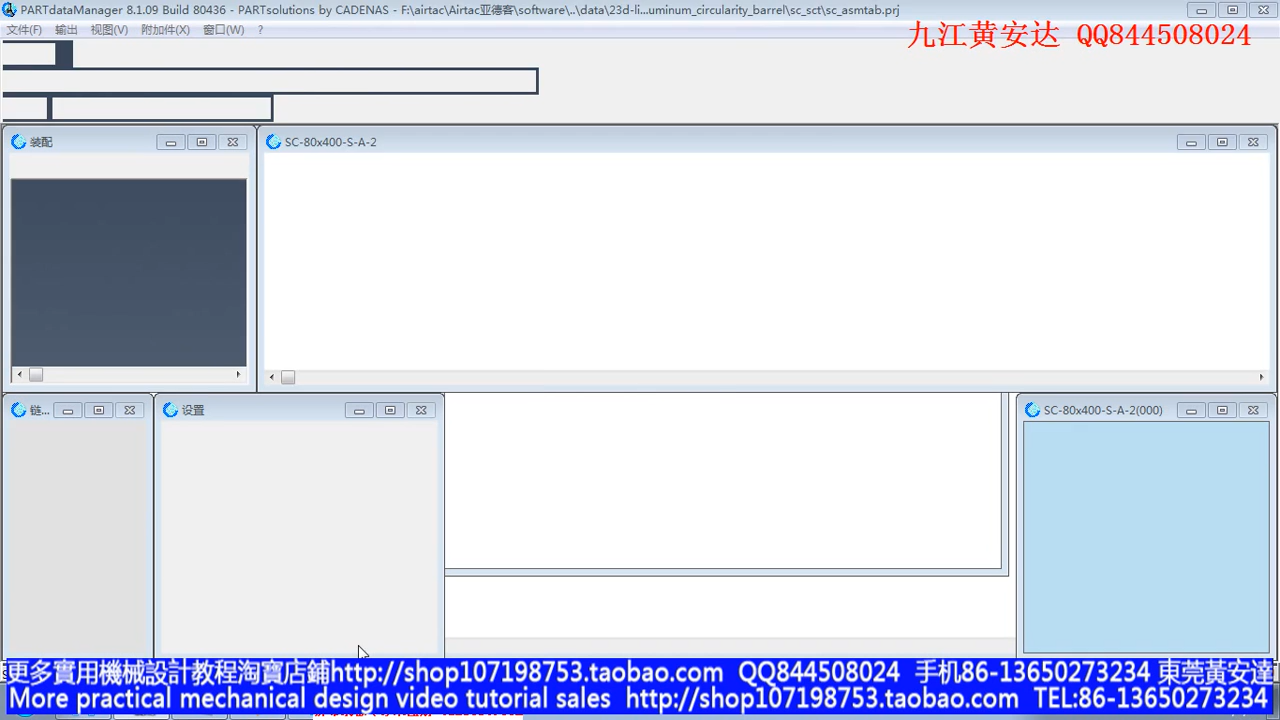 PARTdataManager 8.1.09 Build 80436 - PARTsolutions by CADENAS - F:\airtac\Airtac亚德客\software\..\data\23d-li...uminum_circularity_barrel/sc_sct\sc_asmtab.prj
文件(F) 输出 视图(V) 附加件(X) 窗口(W) ?
九江黄安达 QQ844508024
装配
SC-80x400-S-A-2
链...
设置
SC-80x400-S-A-2(000)
更多實用機械設計教程淘寶店鋪http://shop107198753.taobao.com QQ844508024 手机86-13650273234 東莞黃安達
More practical mechanical design video tutorial sales http://shop107198753.taobao.com TEL:86-13650273234